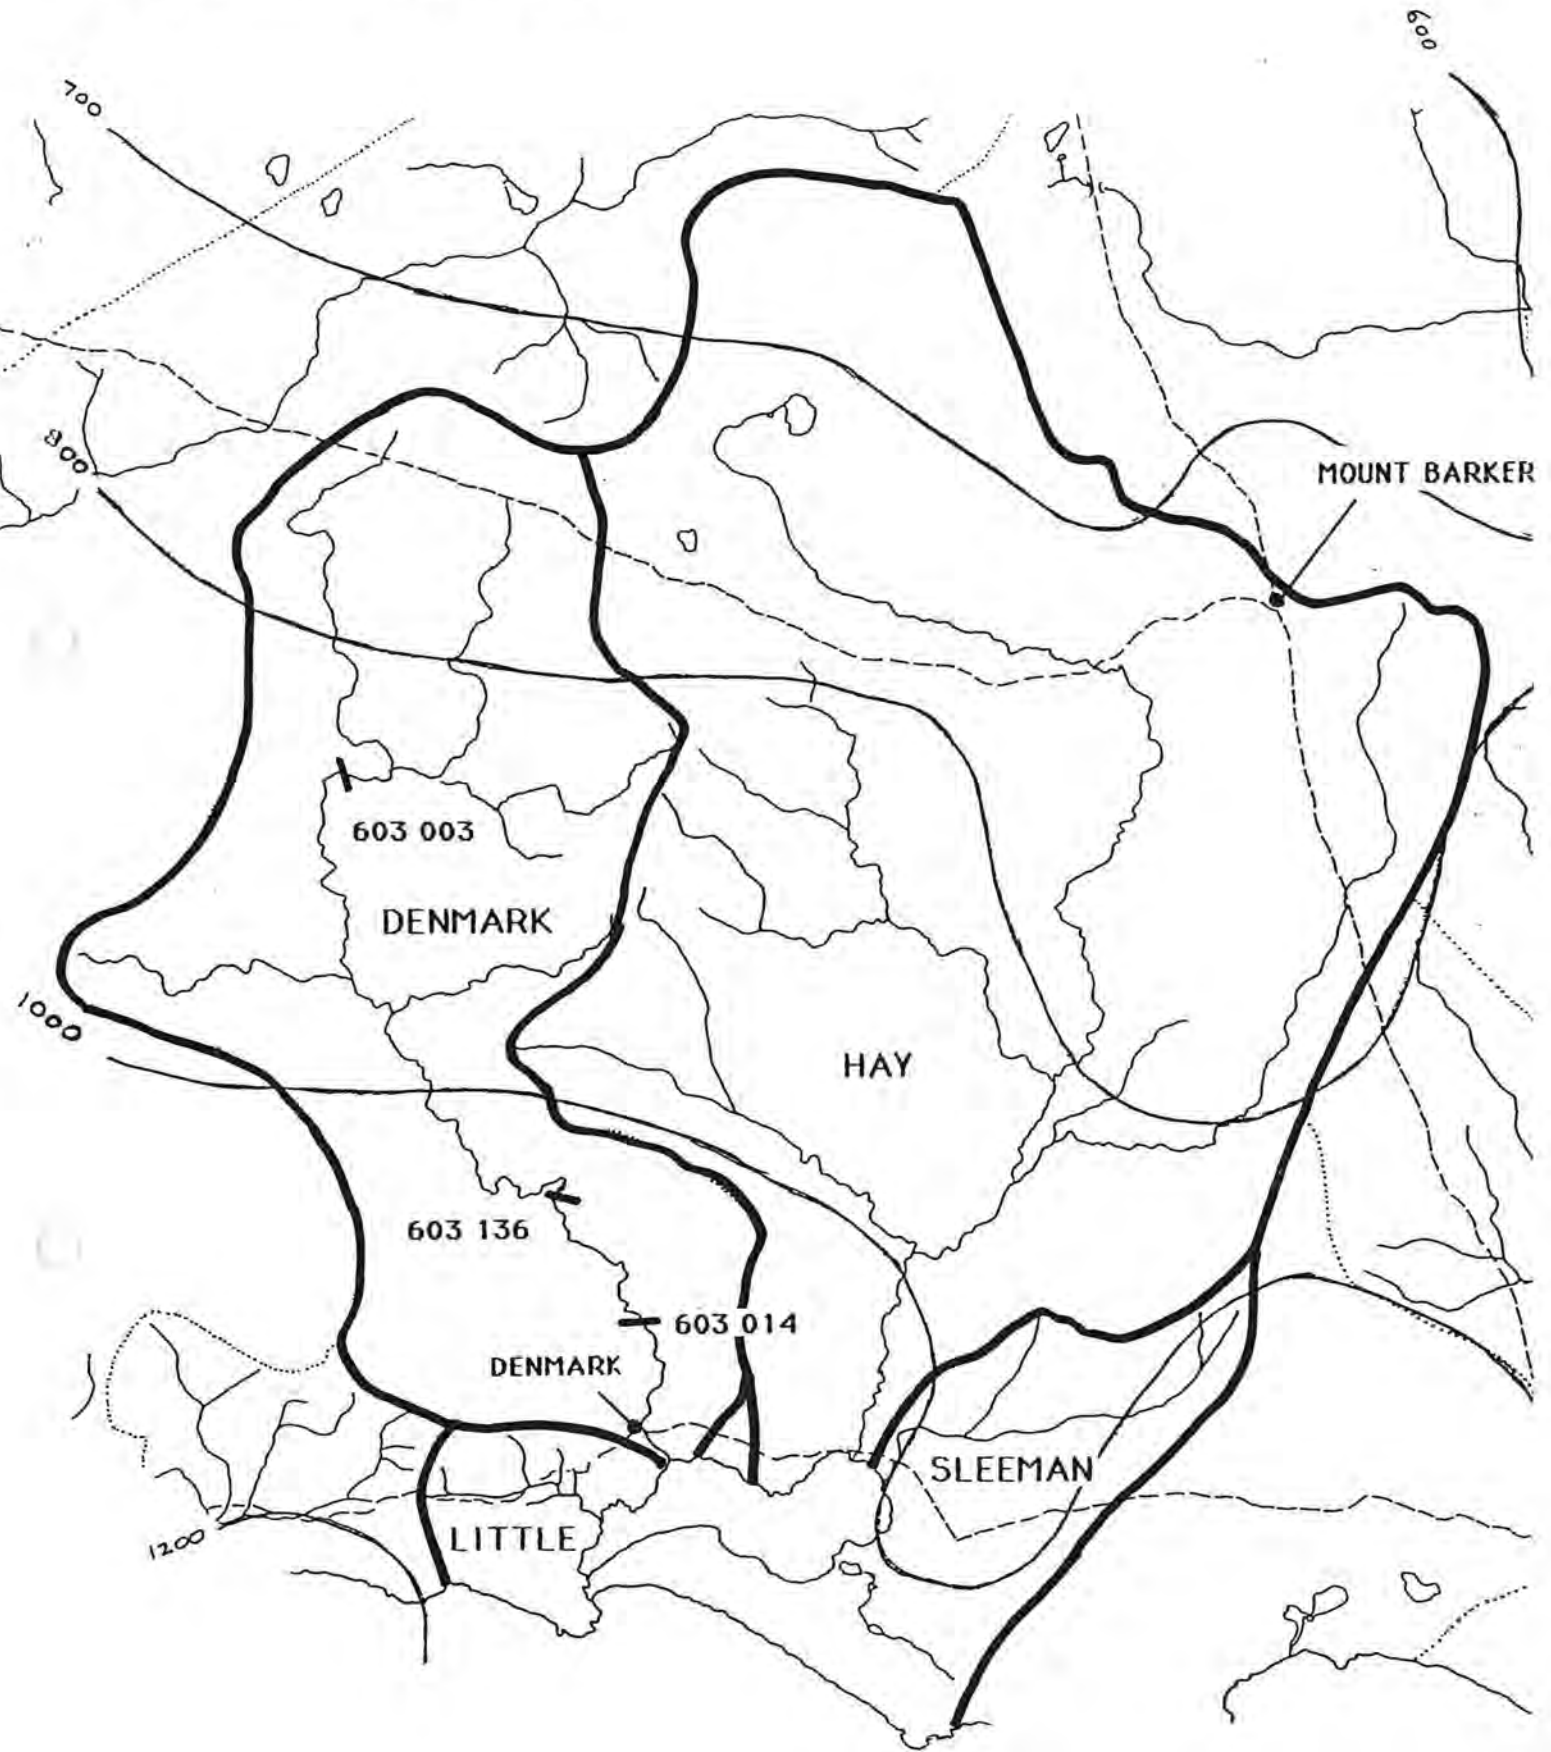 600
700
800
MOUNT BARKER
603 003
DENMARK
1000
HAY
603 136
603 014
DENMARK
SLEEMAN
LITTLE
1200